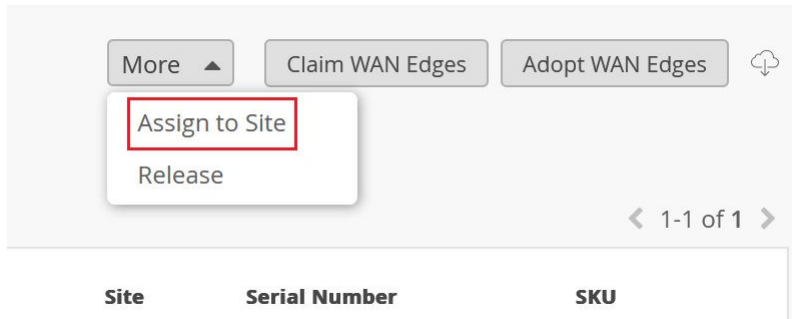 More Claim WAN Edges Adopt WAN Edges
Assign to Site
Release
1-1 of 1
Site Serial Number SKU